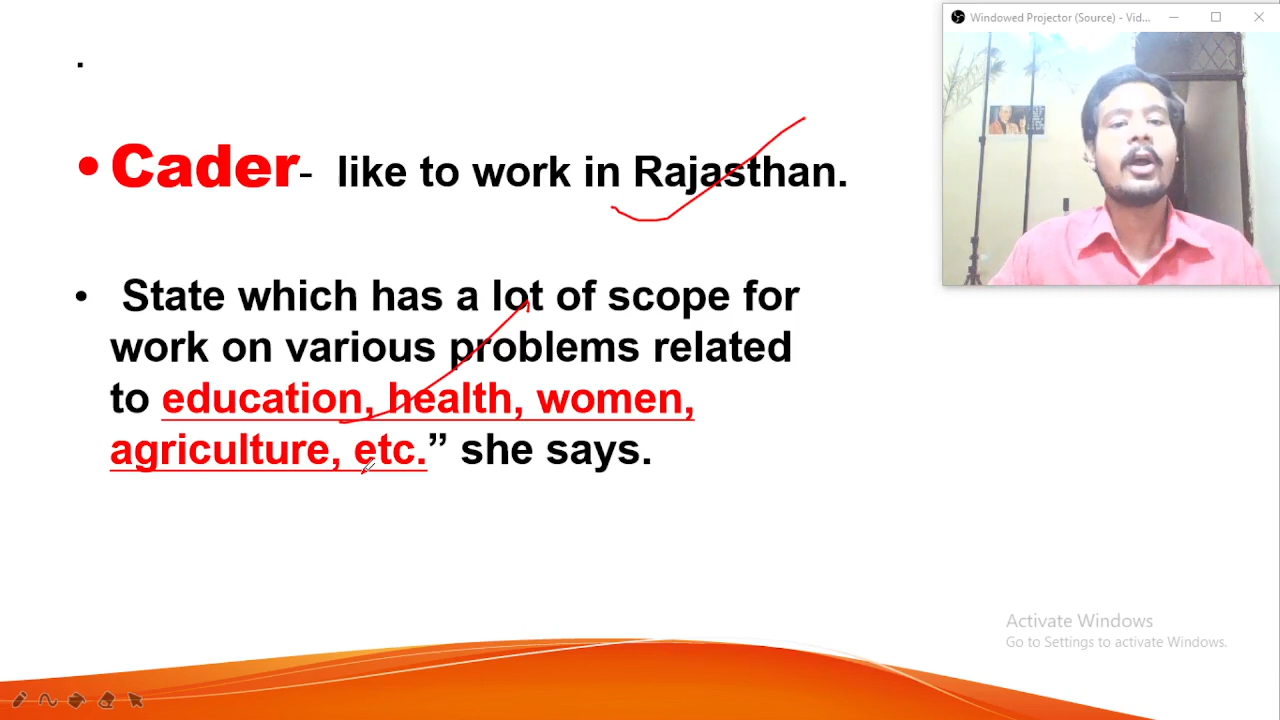 Windowed Projector (Source) - Vid...
.
• Cader- like to work in Rajasthan.
• State which has a lot of scope for
work on various problems related
to education, health, women,
agriculture, etc.” she says.
Activate Windows
Go to Settings to activate Windows.